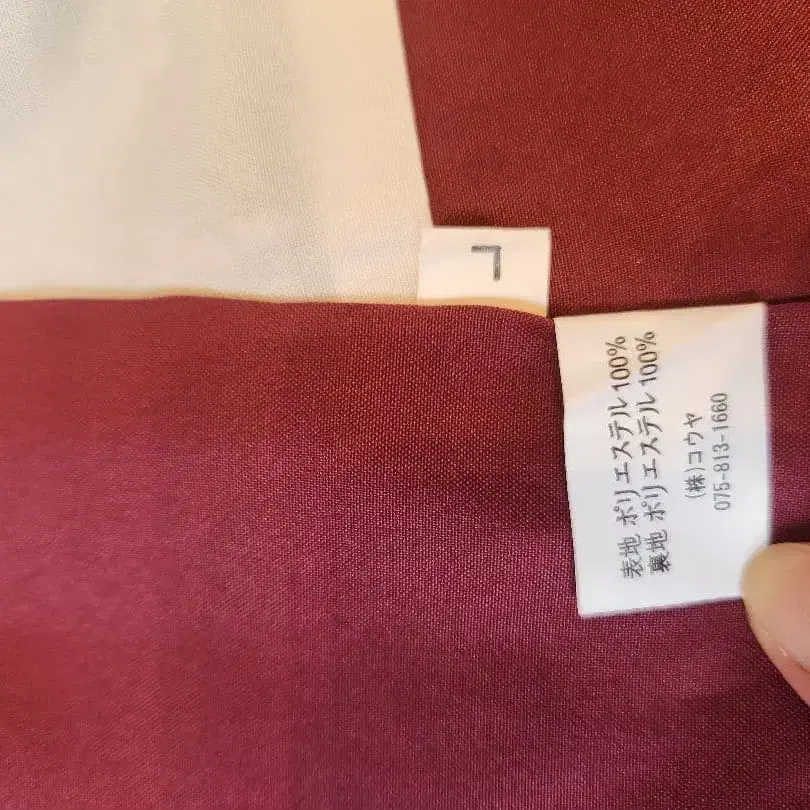 L
表地 ポリエステル 100%
裏地 ポリエステル 100%
(株)コウヤ
075-813-1660